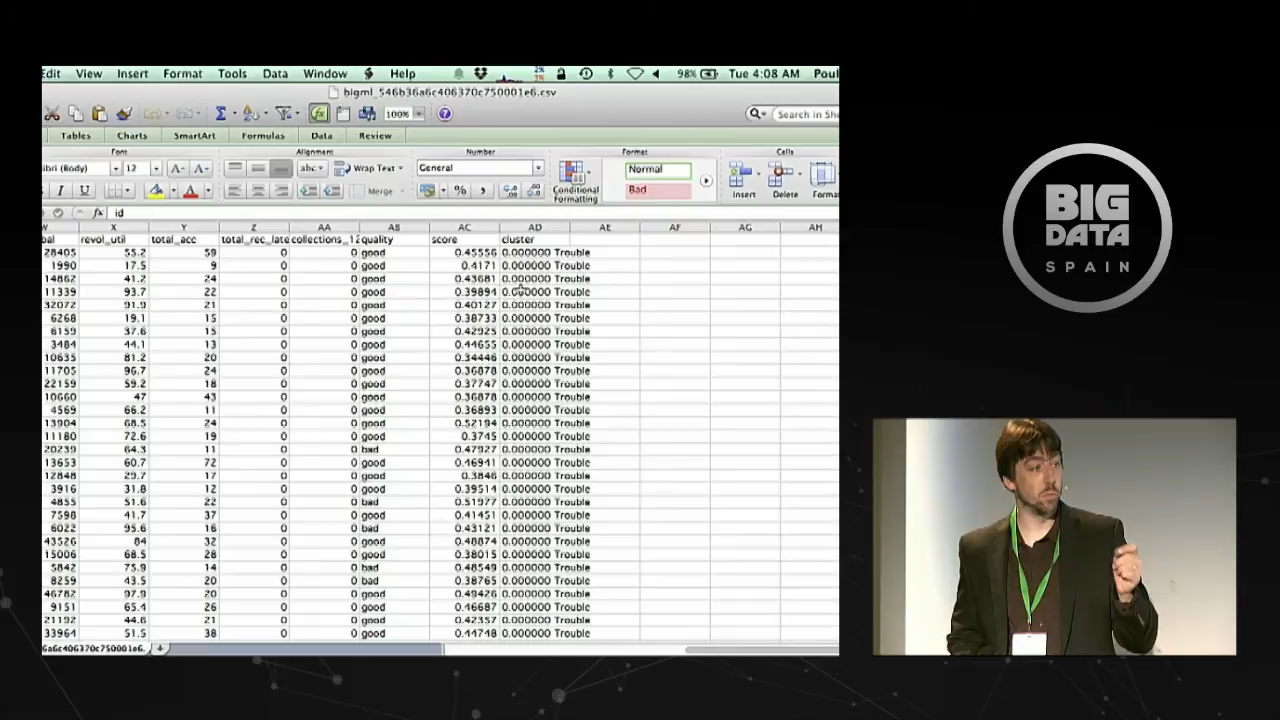 Edit View Insert Format Tools Data Window Help 2% 3% 98% Tue 4:08 AM Poul
bigml_546b36a6c406370c750001e6.csv
100% Search in She
Tables Charts SmartArt Formulas Data Review
Font Alignment Number Format Cells
ibri (Body) 12 A A abc Wrap Text General Normal
I U A Merge % , Conditional Formatting Bad Insert Delete Format
fx id
W X Y Z AA AB AC AD AE AF AG AH
bal revol_util total_acc total_rec_late collections_12 quality score cluster
28405 55.2 59 0 0 good 0.45556 0.000000 Trouble
1990 17.5 9 0 0 good 0.4171 0.000000 Trouble
14862 41.2 24 0 0 good 0.43681 0.000000 Trouble
11339 93.7 22 0 0 good 0.39894 0.000000 Trouble
32072 91.9 21 0 0 good 0.40127 0.000000 Trouble
6268 19.1 15 0 0 good 0.38733 0.000000 Trouble
6159 37.6 15 0 0 good 0.42925 0.000000 Trouble
3484 44.1 13 0 0 good 0.44655 0.000000 Trouble
10635 81.2 20 0 0 good 0.34446 0.000000 Trouble
11705 96.7 24 0 0 good 0.36878 0.000000 Trouble
22159 59.2 18 0 0 good 0.37747 0.000000 Trouble
10660 47 43 0 0 good 0.36878 0.000000 Trouble
4569 66.2 11 0 0 good 0.36893 0.000000 Trouble
13904 68.5 24 0 0 good 0.52194 0.000000 Trouble
11180 72.6 19 0 0 good 0.3745 0.000000 Trouble
20239 64.3 11 0 0 bad 0.47927 0.000000 Trouble
13653 60.7 72 0 0 good 0.46941 0.000000 Trouble
12848 29.7 17 0 0 good 0.3846 0.000000 Trouble
3916 31.8 12 0 0 good 0.39514 0.000000 Trouble
4855 51.6 22 0 0 bad 0.51977 0.000000 Trouble
7598 41.7 37 0 0 good 0.41451 0.000000 Trouble
6022 95.6 16 0 0 bad 0.43121 0.000000 Trouble
43526 84 32 0 0 good 0.48874 0.000000 Trouble
15006 68.5 28 0 0 good 0.38015 0.000000 Trouble
5842 75.9 14 0 0 bad 0.48549 0.000000 Trouble
8259 43.5 20 0 0 bad 0.38765 0.000000 Trouble
46782 97.9 20 0 0 good 0.49426 0.000000 Trouble
9151 65.4 26 0 0 good 0.46687 0.000000 Trouble
21192 44.6 21 0 0 good 0.42357 0.000000 Trouble
33964 51.5 38 0 0 good 0.44748 0.000000 Trouble
6a6c406370c750001e6.
BIG
DATA
SPAIN